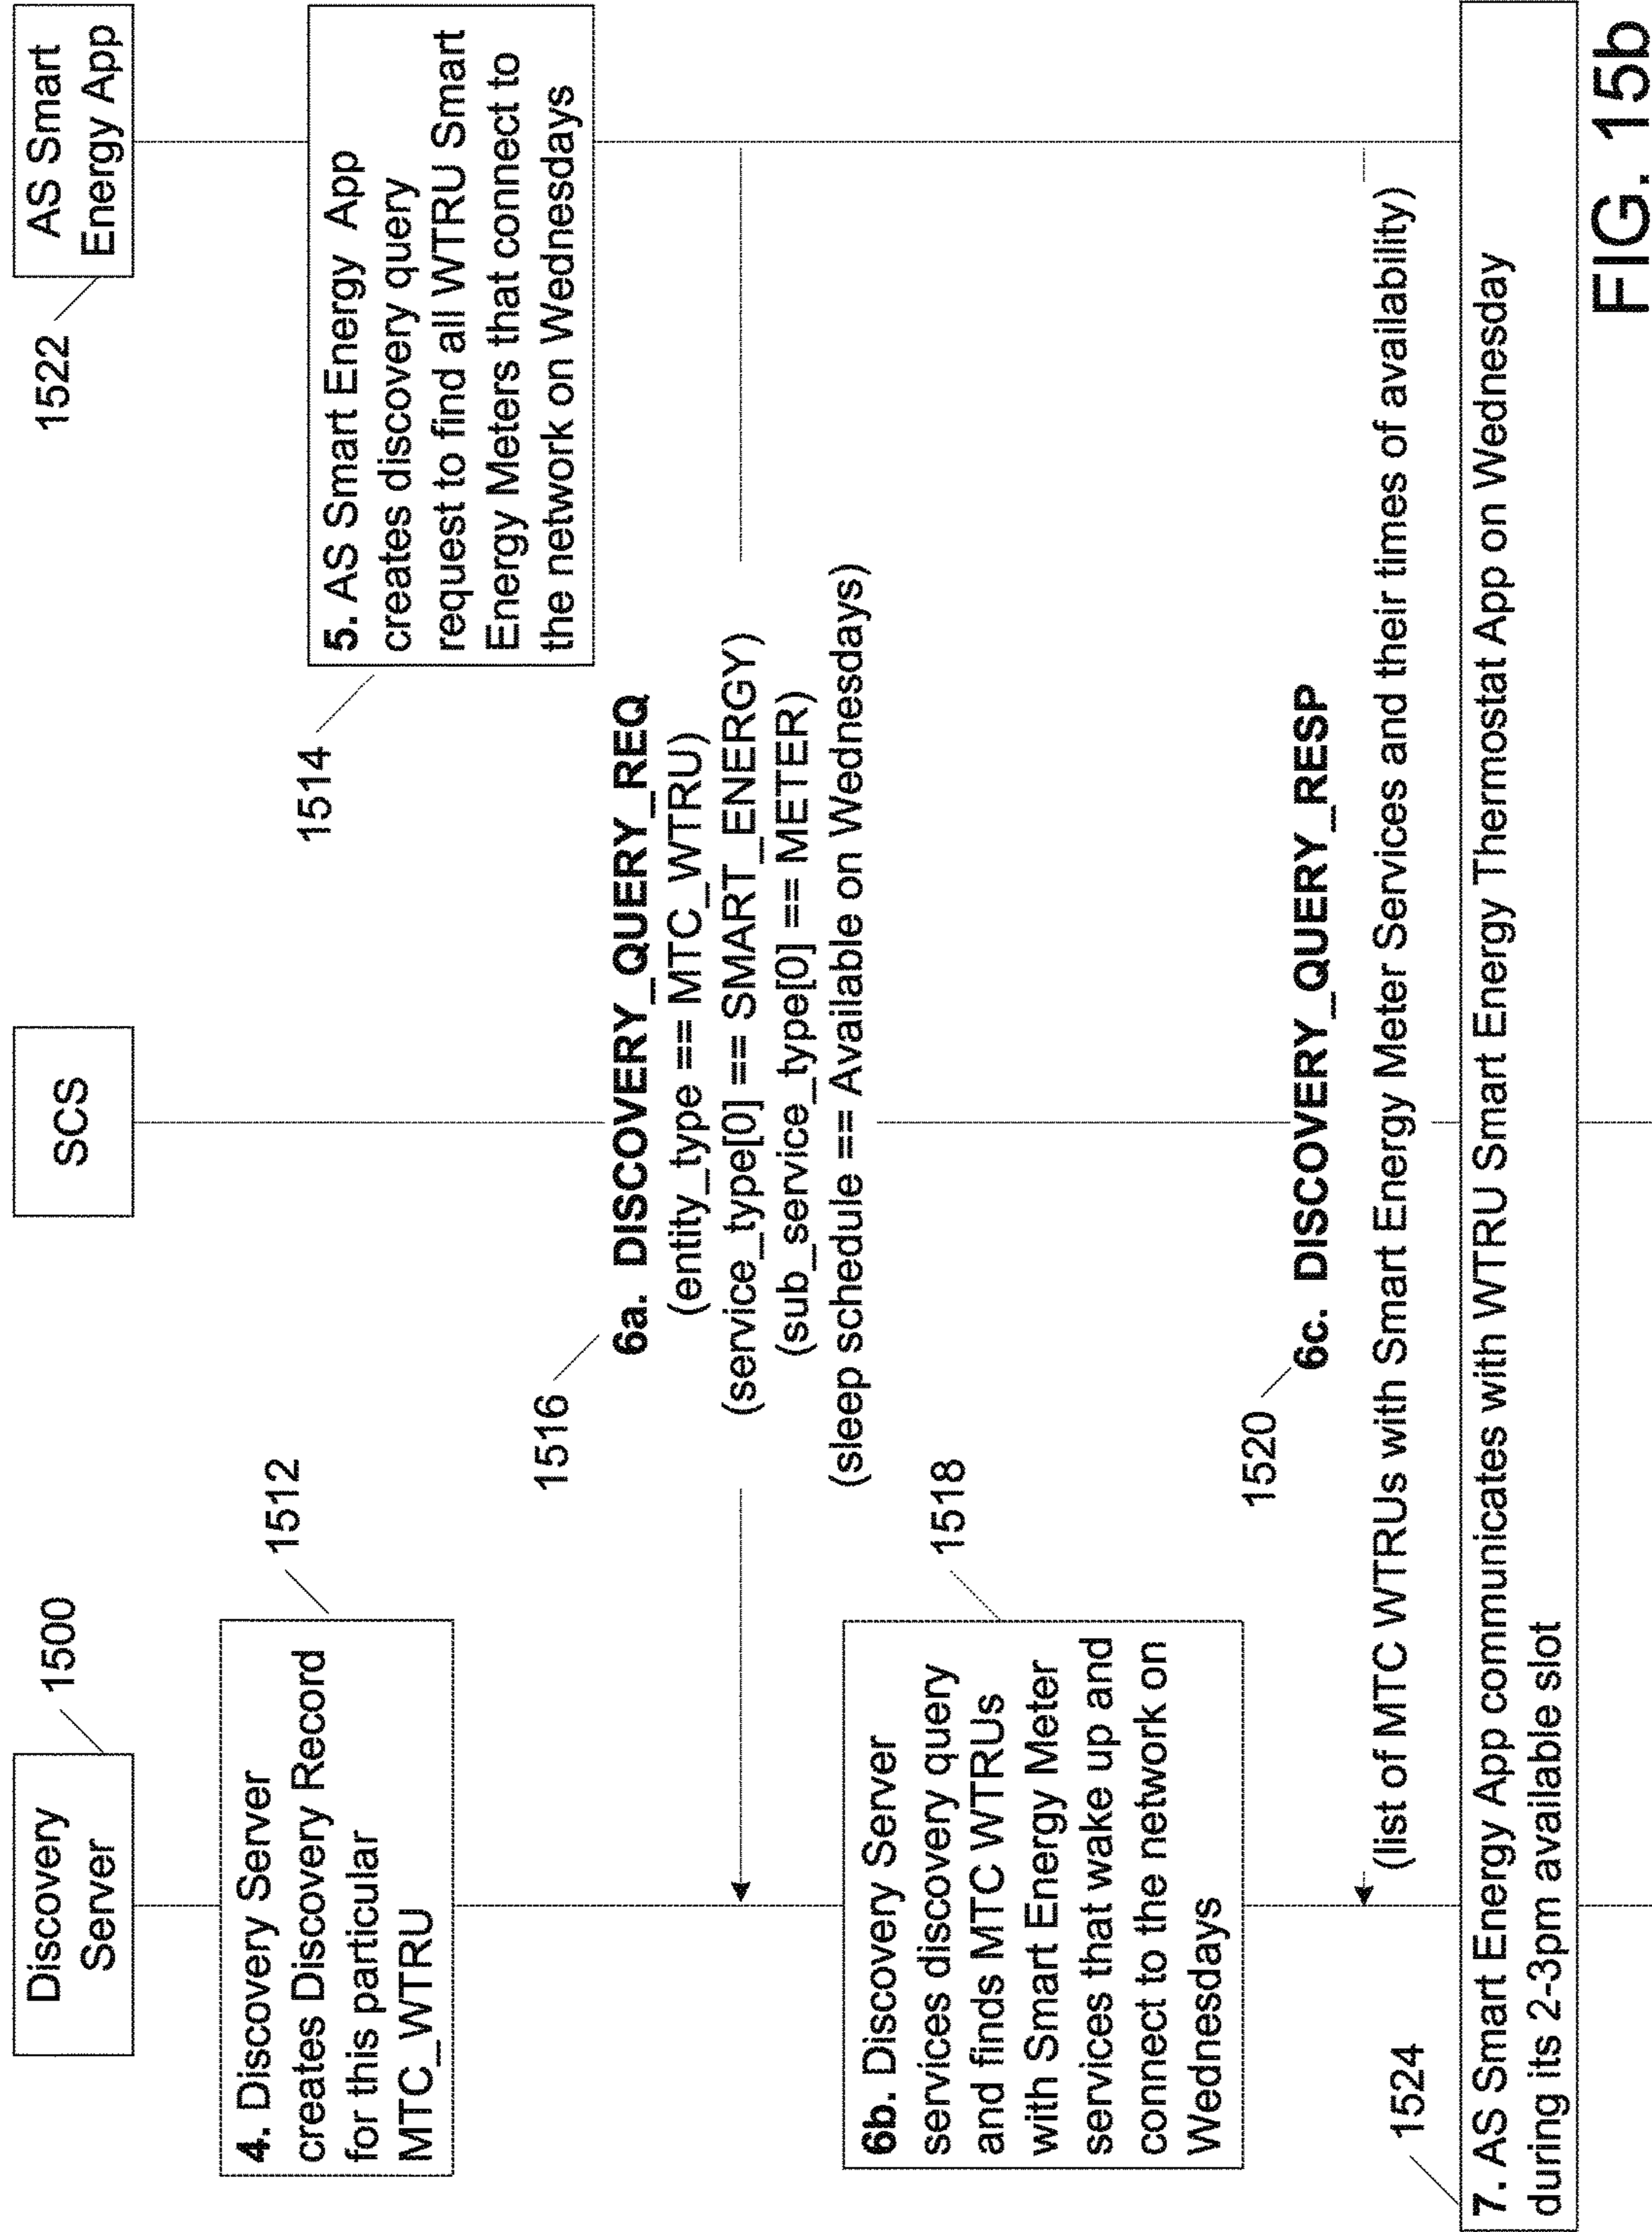 Discovery
Server
1500
SCS
AS Smart
Energy App
1522
4. Discovery Server
creates Discovery Record
for this particular
MTC_WTRU
1512
5. AS Smart Energy App
creates discovery query
request to find all WTRU Smart
Energy Meters that connect to
the network on Wednesdays
1514
1516
6a. DISCOVERY_QUERY_REQ
(entity_type == MTC_WTRU)
(service_type[0] == SMART_ENERGY)
(sub_service_type[0] == METER)
(sleep schedule == Available on Wednesdays)
6b. Discovery Server
services discovery query
and finds MTC WTRUs
with Smart Energy Meter
services that wake up and
connect to the network on
Wednesdays
1518
1520
6c. DISCOVERY_QUERY_RESP
(list of MTC WTRUs with Smart Energy Meter Services and their times of availability)
1524
7. AS Smart Energy App communicates with WTRU Smart Energy Thermostat App on Wednesday
during its 2-3pm available slot
FIG. 15b